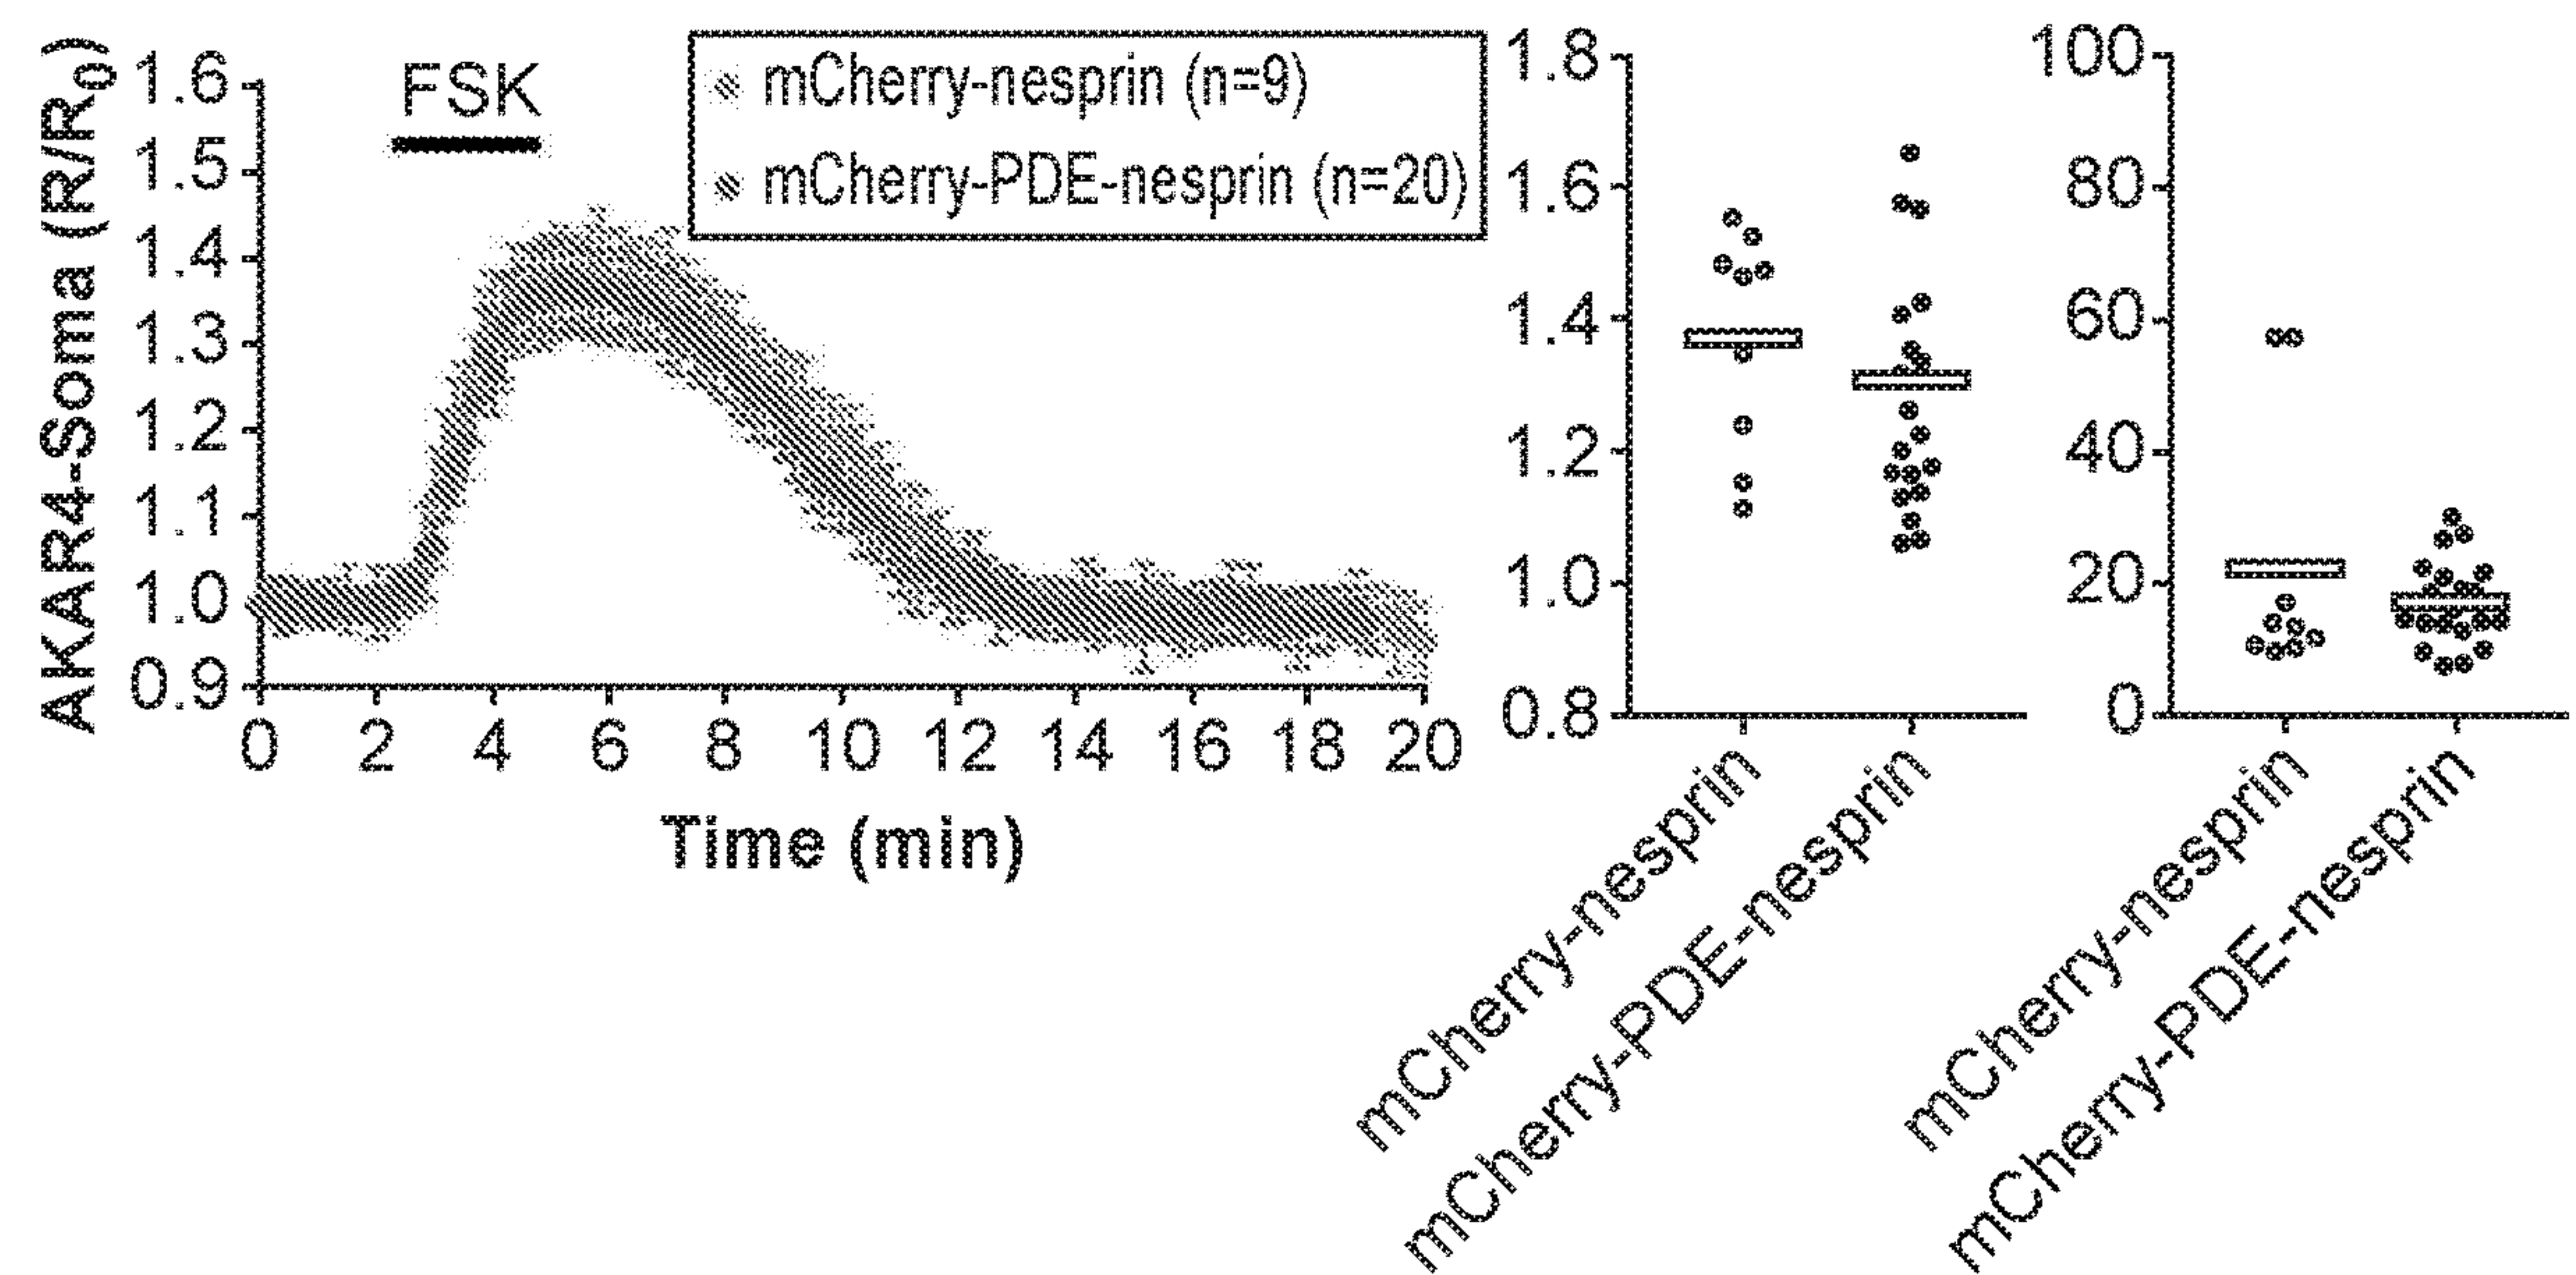 AKAR4-Soma (R/R0)
1.6
1.5
1.4
1.3
1.2
1.1
1.0
0.9
FSK
mCherry-nesprin (n=9)
mCherry-PDE-nesprin (n=20)
0 2 4 6 8 10 12 14 16 18 20
Time (min)
1.8
1.6
1.4
1.2
1.0
0.8
mCherry-nesprin
mCherry-PDE-nesprin
100
80
60
40
20
0
mCherry-nesprin
mCherry-PDE-nesprin